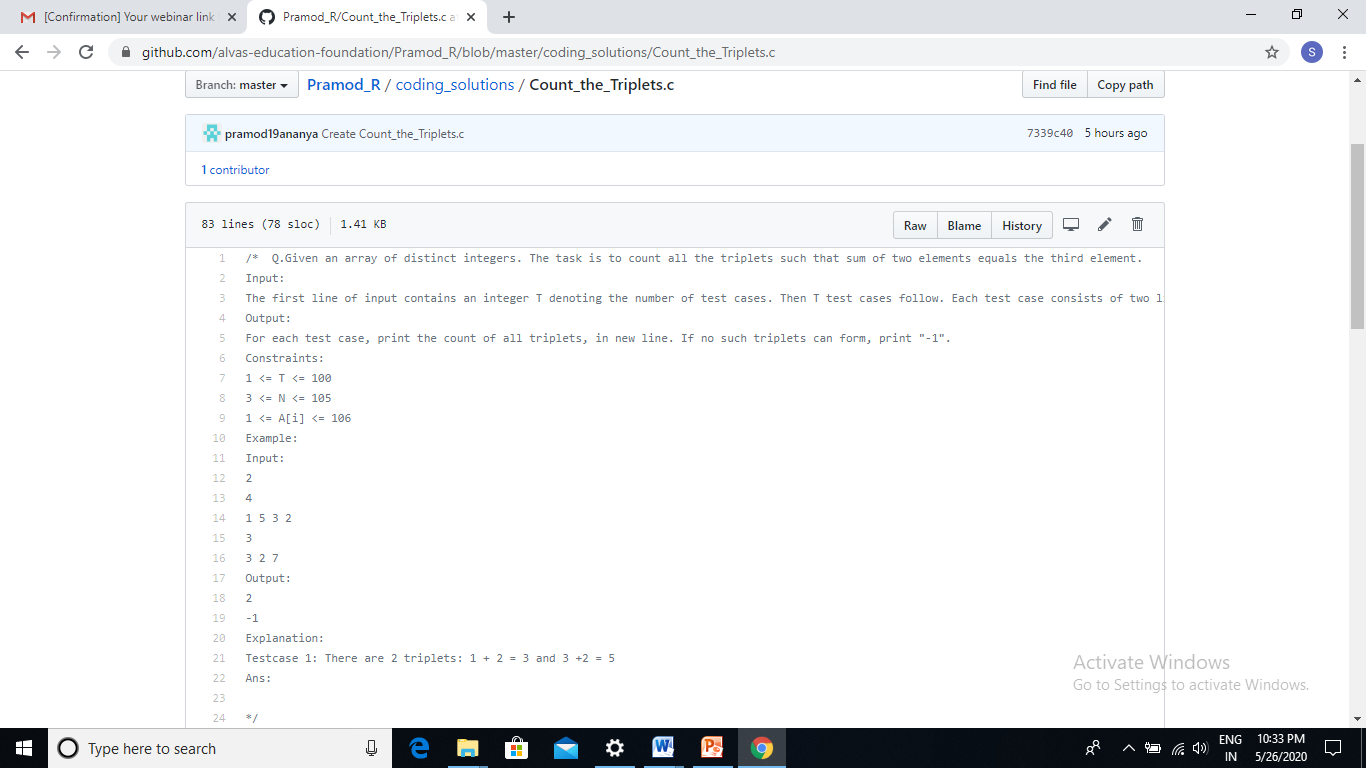 [Confirmation] Your webinar link
Pramod_R/Count_the_Triplets.c a
github.com/alvas-education-foundation/Pramod_R/blob/master/coding_solutions/Count_the_Triplets.c
S
Branch: master
Pramod_R / coding_solutions / Count_the_Triplets.c
Find file
Copy path
pramod19ananya Create Count_the_Triplets.c
7339c40 5 hours ago
1 contributor
83 lines (78 sloc) 1.41 KB
Raw Blame History
1 /* Q.Given an array of distinct integers. The task is to count all the triplets such that sum of two elements equals the third element.
2 Input:
3 The first line of input contains an integer T denoting the number of test cases. Then T test cases follow. Each test case consists of two l
4 Output:
5 For each test case, print the count of all triplets, in new line. If no such triplets can form, print "-1".
6 Constraints:
7 1 <= T <= 100
8 3 <= N <= 105
9 1 <= A[i] <= 106
10 Example:
11 Input:
12 2
13 4
14 1 5 3 2
15 3
16 3 2 7
17 Output:
18 2
19 -1
20 Explanation:
21 Testcase 1: There are 2 triplets: 1 + 2 = 3 and 3 +2 = 5
22 Ans:
23
24 */
Activate Windows
Go to Settings to activate Windows.
Type here to search
ENG
IN
10:33 PM
5/26/2020